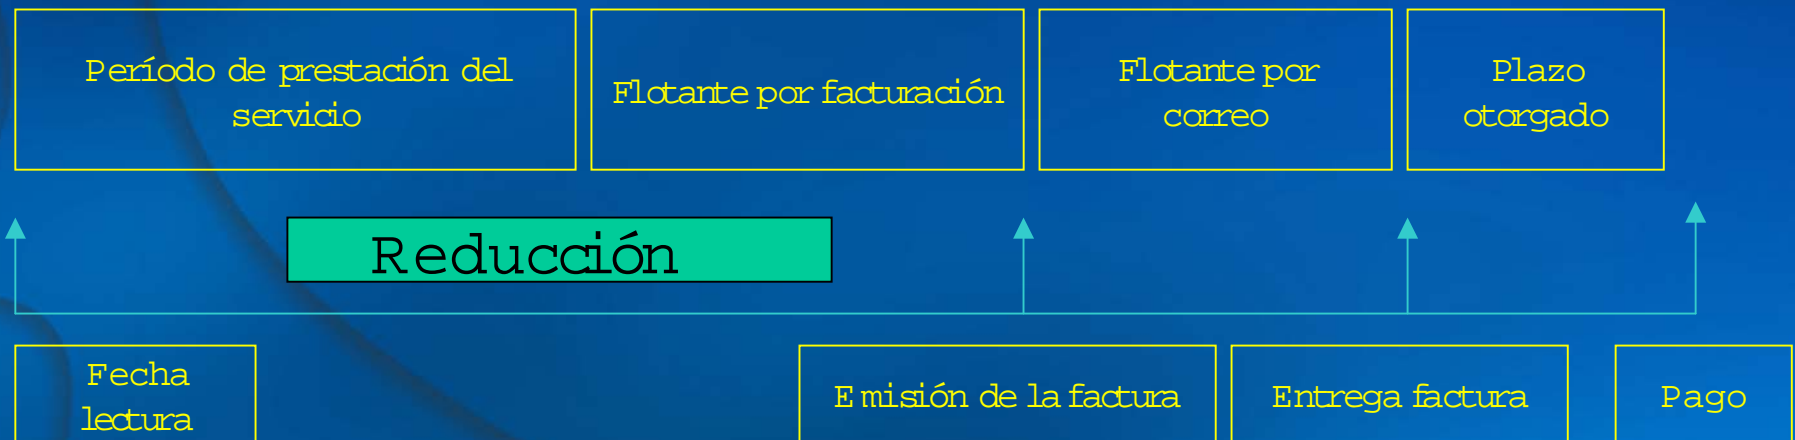 Período de prestación del
servicio
Flotante por facturación
Flotante por
correo
Plazo
otorgado
Reducción
Fecha
lectura
Emisión de la factura
Entrega factura
Pago